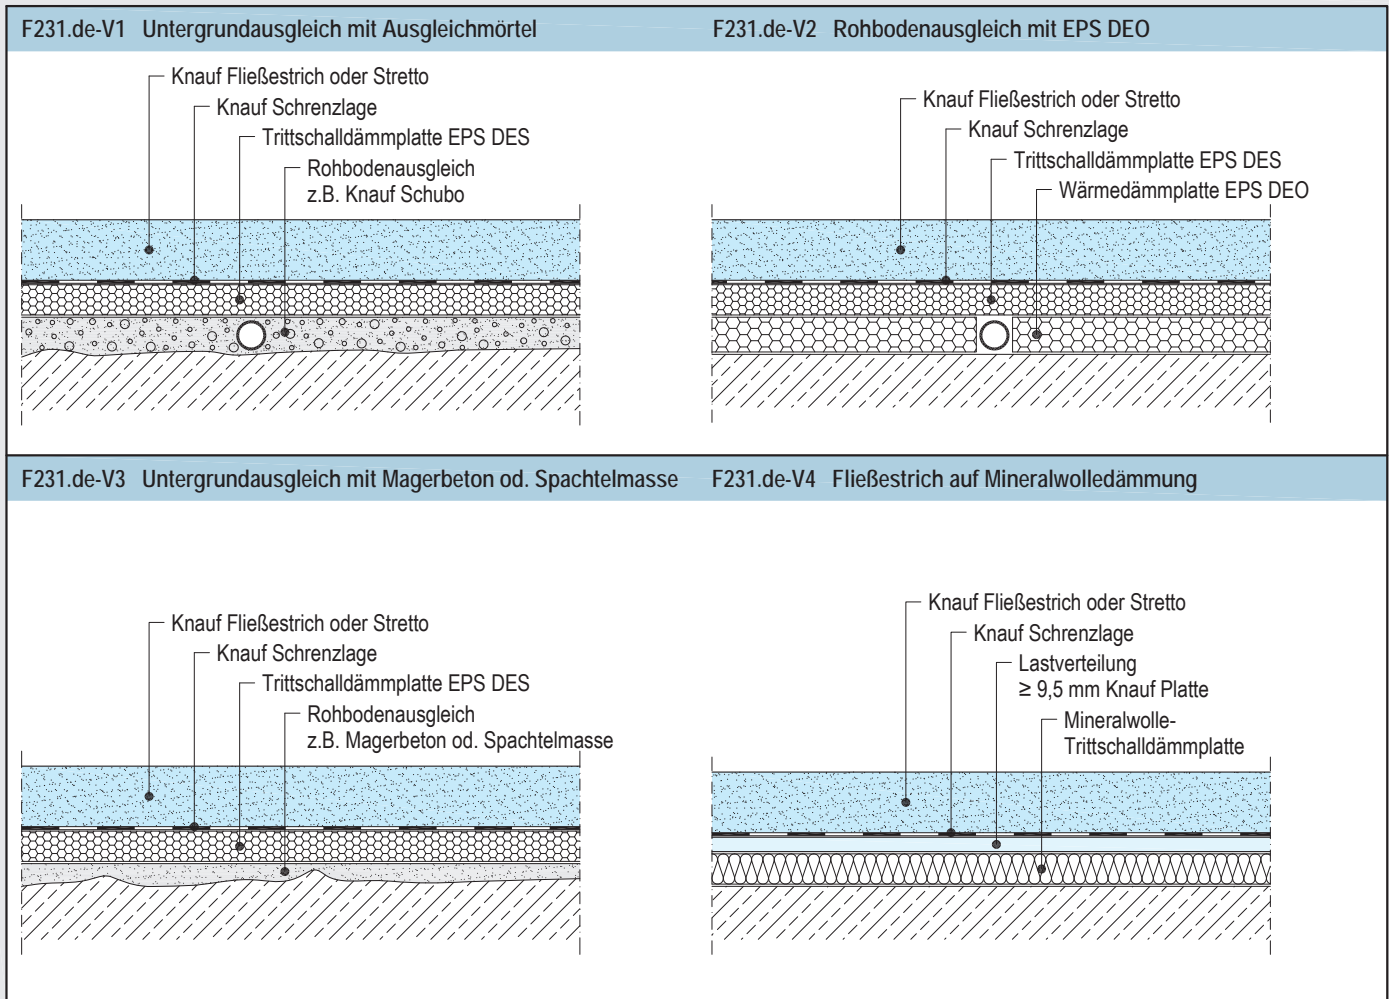 F231.de-V1 Untergrundausgleich mit Ausgleichmörtel
Knauf Fließestrich oder Stretto
Knauf Schrenzlage
Trittschalldämmplatte EPS DES
Rohbodenausgleich
z.B. Knauf Schubo
F231.de-V2 Rohbodenausgleich mit EPS DEO
Knauf Fließestrich oder Stretto
Knauf Schrenzlage
Trittschalldämmplatte EPS DES
Wärmedämmplatte EPS DEO
F231.de-V3 Untergrundausgleich mit Magerbeton od. Spachtelmasse
Knauf Fließestrich oder Stretto
Knauf Schrenzlage
Trittschalldämmplatte EPS DES
Rohbodenausgleich
z.B. Magerbeton od. Spachtelmasse
F231.de-V4 Fließestrich auf Mineralwolledämmung
Knauf Fließestrich oder Stretto
Knauf Schrenzlage
Lastverteilung
≥ 9,5 mm Knauf Platte
Mineralwolle-
Trittschalldämmplatte